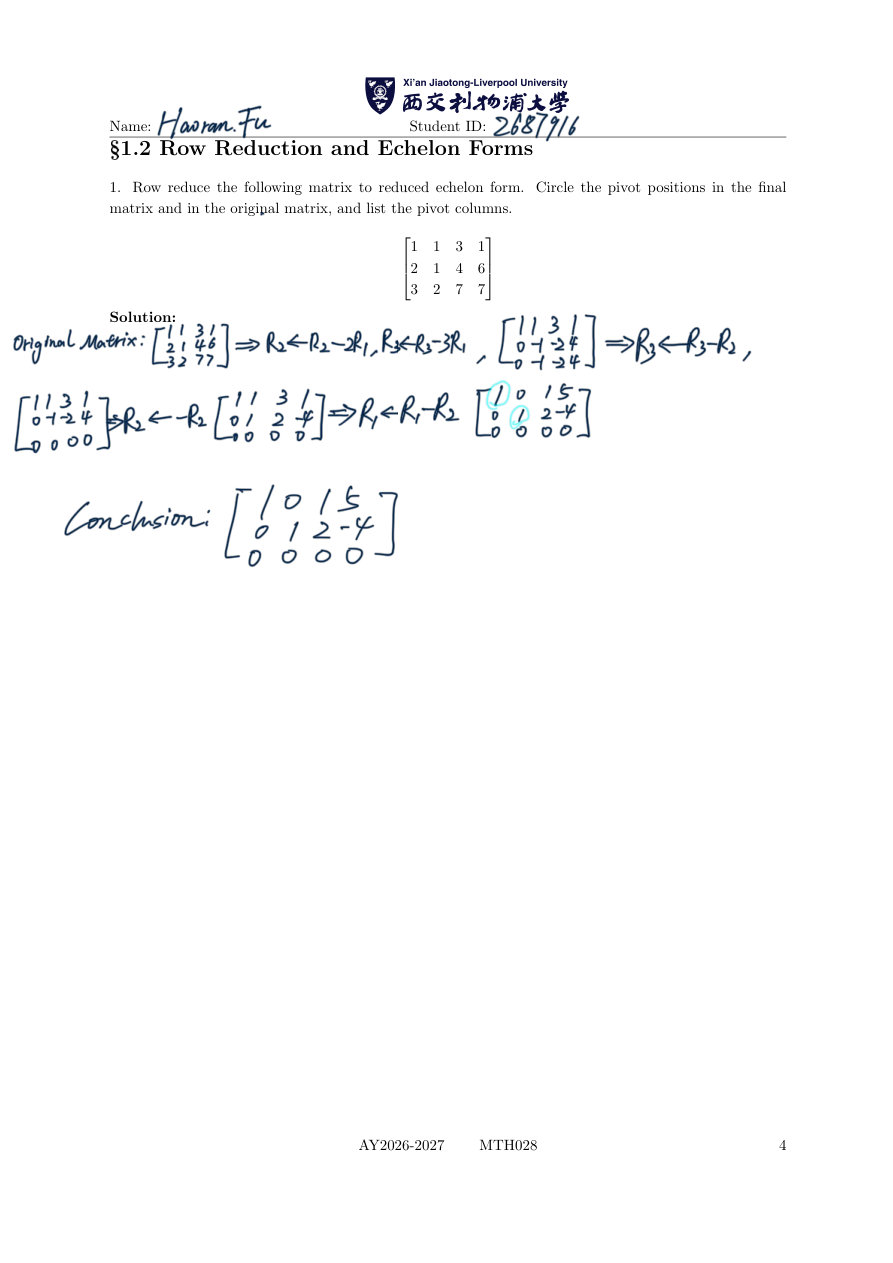 Xi'an Jiaotong-Liverpool University
西交利物浦大學
Name: Haoran.Fu Student ID: 2687916
§1.2 Row Reduction and Echelon Forms
1. Row reduce the following matrix to reduced echelon form. Circle the pivot positions in the final
matrix and in the original matrix, and list the pivot columns.
1 1 3 1
2 1 4 6
3 2 7 7
Solution:
Original Matrix: [1 1 3 1; 2 1 4 6; 3 2 7 7] ⇒ R₂←R₂-2R₁, R₃←R₃-3R₁, [1 1 3 1; 0 -1 -2 4; 0 -1 -2 4] ⇒ R₃←R₃-R₂,
[1 1 3 1; 0 -1 -2 4; 0 0 0 0] ⇒ R₂←-R₂ [1 1 3 1; 0 1 2 -4; 0 0 0 0] ⇒ R₁←R₁-R₂ [1 0 1 5; 0 1 2 -4; 0 0 0 0]
Conclusion: [1 0 1 5; 0 1 2 -4; 0 0 0 0]
AY2026-2027 MTH028 4